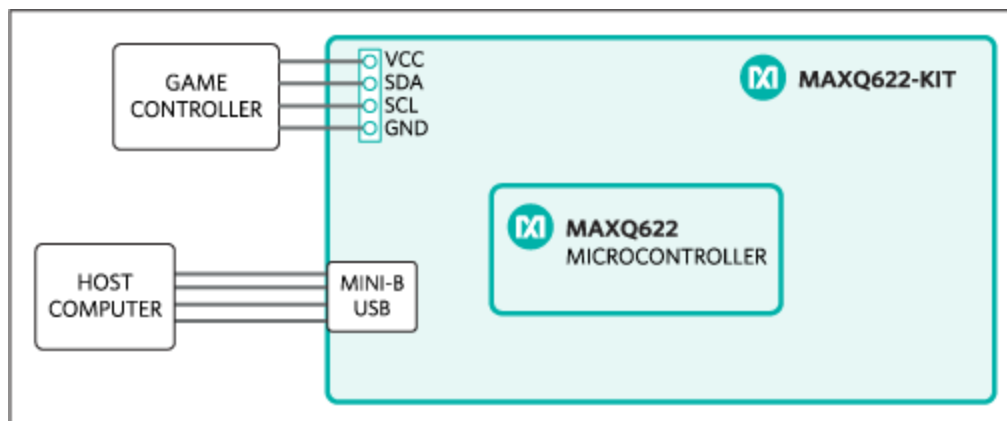 GAME
CONTROLLER
VCC
SDA
SCL
GND
MAXQ622-KIT
MAXQ622
MICROCONTROLLER
HOST
COMPUTER
MINI-B
USB